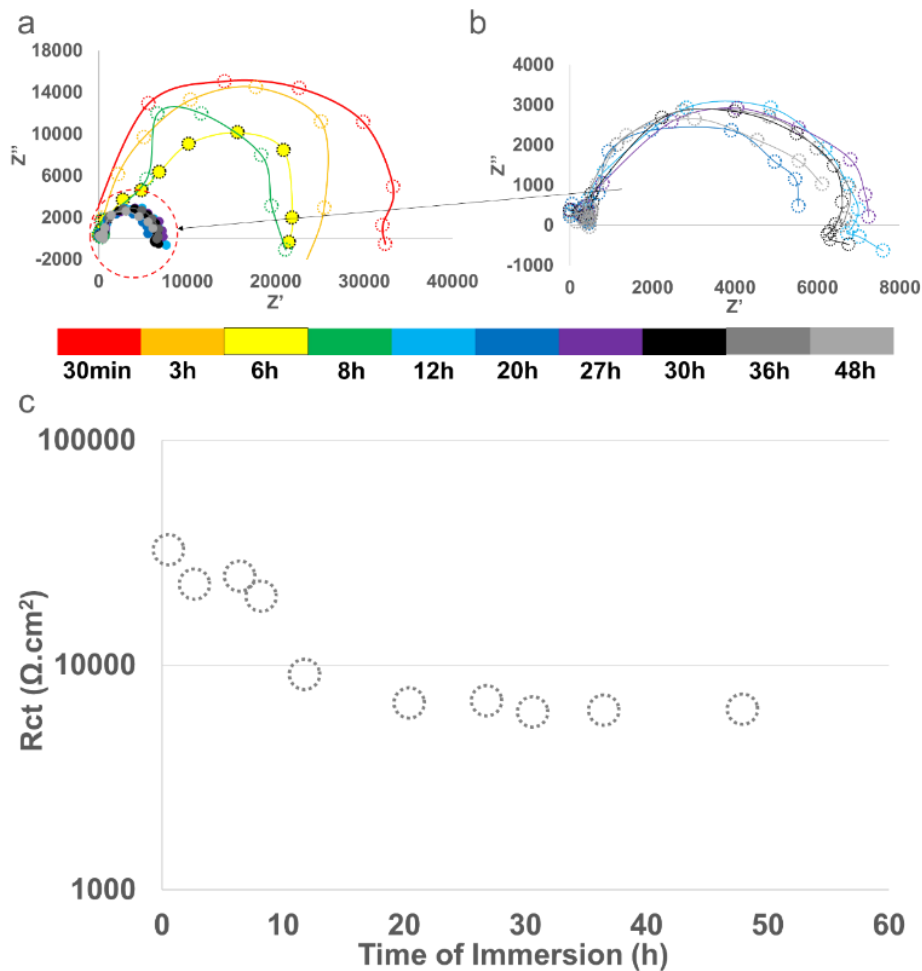 a
18000
14000
10000
6000
2000
-2000
Z’’
0
10000
20000
30000
40000
Z’
b
4000
3000
2000
1000
0
-1000
Z’’
0
2000
4000
6000
8000
Z’
30min 3h 6h 8h 12h 20h 27h 30h 36h 48h
c
100000
10000
1000
Rct (Ω.cm²)
0 10 20 30 40 50 60
Time of Immersion (h)